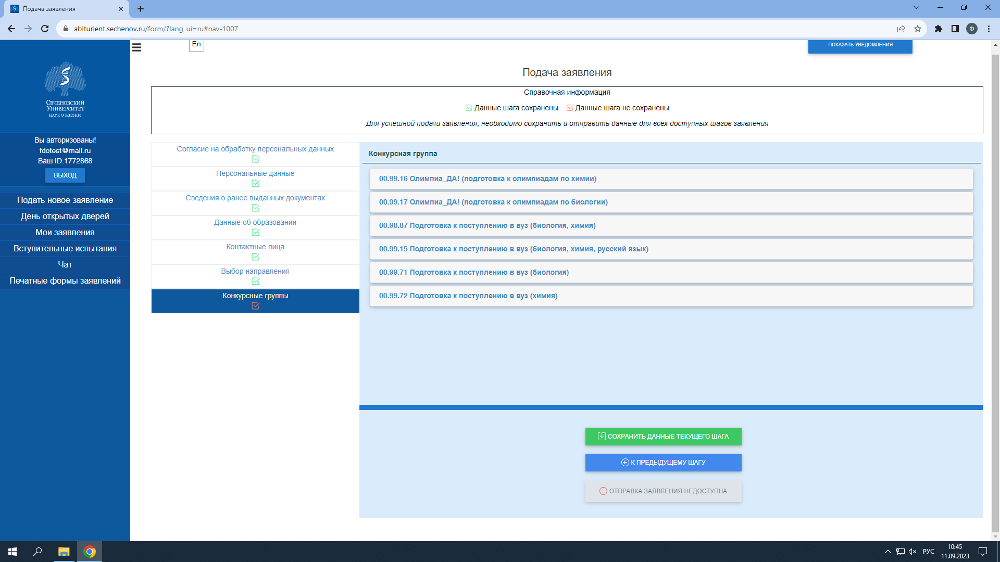 Подача заявления
abiturient.sechenov.ru/form/?lang_ui=ru#nav-1007
Ф
En
ПОКАЗАТЬ УВЕДОМЛЕНИЯ
СЕЧЕНОВСКИЙ
УНИВЕРСИТЕТ
НАУК О ЖИЗНИ
Вы авторизованы!
fdotest@mail.ru
Ваш ID:1772868
ВЫХОД
Подать новое заявление
День открытых дверей
Мои заявления
Вступительные испытания
Чат
Печатные формы заявлений
Подача заявления
Справочная информация
Данные шага сохранены Данные шага не сохранены
Для успешной подачи заявления, необходимо сохранить и отправить данные для всех доступных шагов заявления
Согласие на обработку персональных данных
Персональные данные
Сведения о ранее выданных документах
Данные об образовании
Контактные лица
Выбор направления
Конкурсные группы
Конкурсная группа
00.99.16 Олимпиа_ДА! (подготовка к олимпиадам по химии)
00.99.17 Олимпиа_ДА! (подготовка к олимпиадам по биологии)
00.98.87 Подготовка к поступлению в вуз (биология, химия)
00.99.15 Подготовка к поступлению в вуз (биология, химия, русский язык)
00.99.71 Подготовка к поступлению в вуз (биология)
00.99.72 Подготовка к поступлению в вуз (химия)
СОХРАНИТЬ ДАННЫЕ ТЕКУЩЕГО ШАГА
К ПРЕДЫДУЩЕМУ ШАГУ
ОТПРАВКА ЗАЯВЛЕНИЯ НЕДОСТУПНА
РУС
10:45
11.09.2023